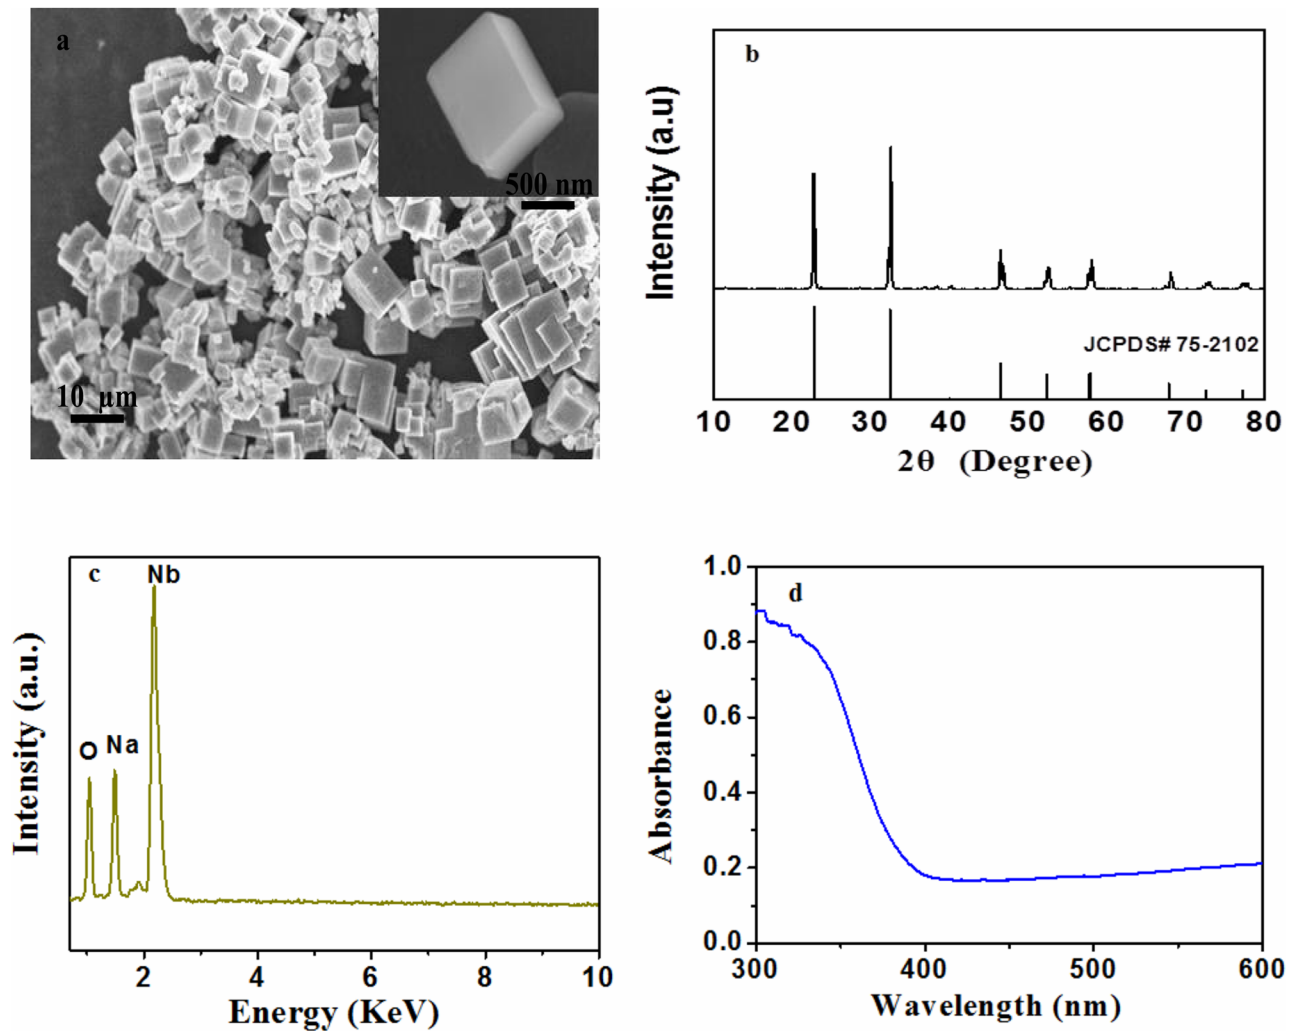 a
500 nm
10 µm
b
Intensity (a.u)
JCPDS# 75-2102
10 20 30 40 50 60 70 80
2θ (Degree)
c
Nb
O
Na
Intensity (a.u.)
2 4 6 8 10
Energy (KeV)
d
1.0
0.8
0.6
0.4
0.2
0.0
Absorbance
300 400 500 600
Wavelength (nm)